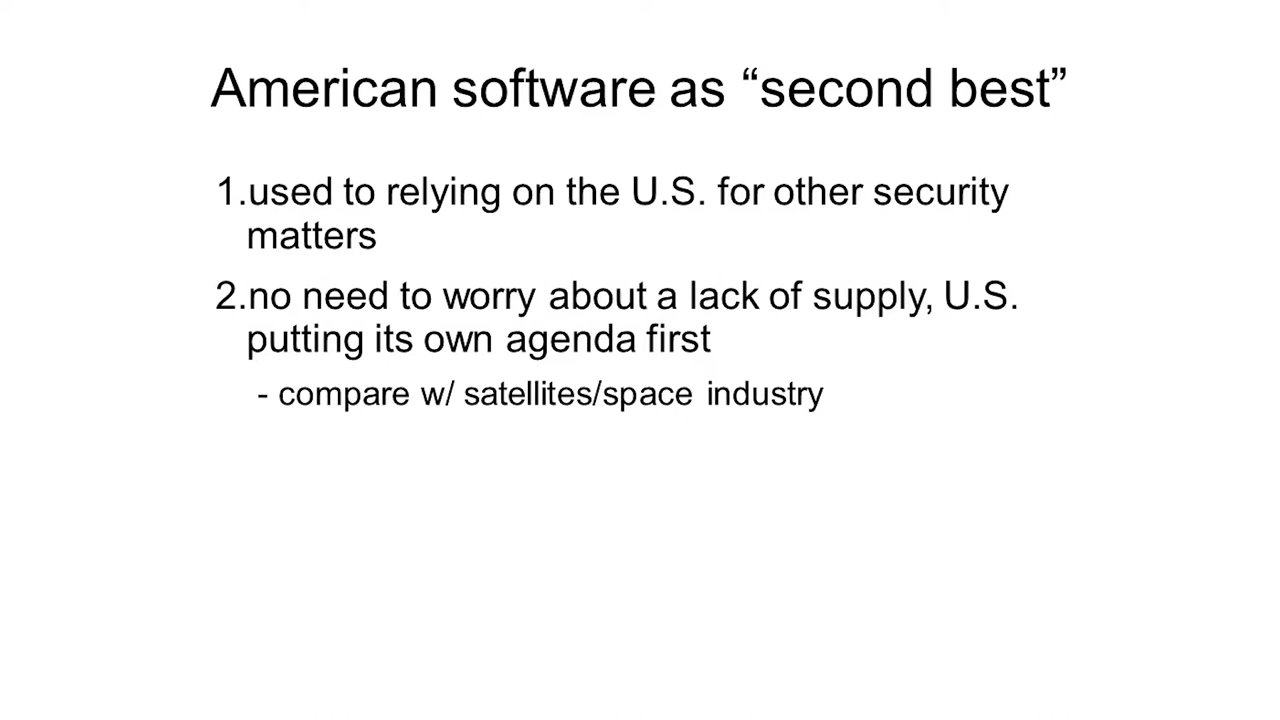 American software as “second best”
1.used to relying on the U.S. for other security
matters
2.no need to worry about a lack of supply, U.S.
putting its own agenda first
- compare w/ satellites/space industry